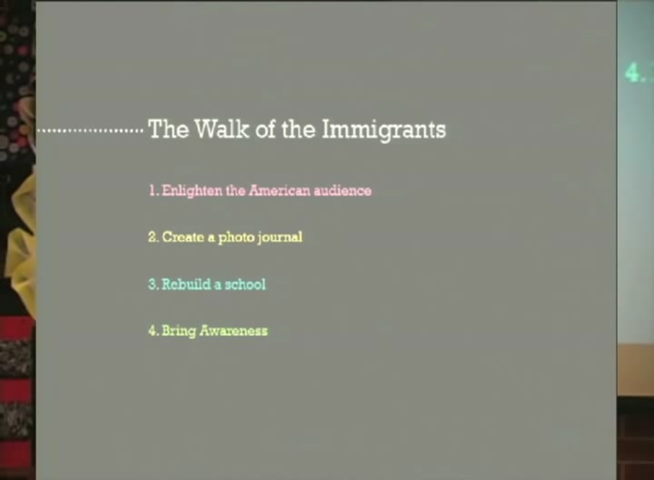 The Walk of the Immigrants
1. Enlighten the American audience
2. Create a photo journal
3. Rebuild a school
4. Bring Awareness
4.